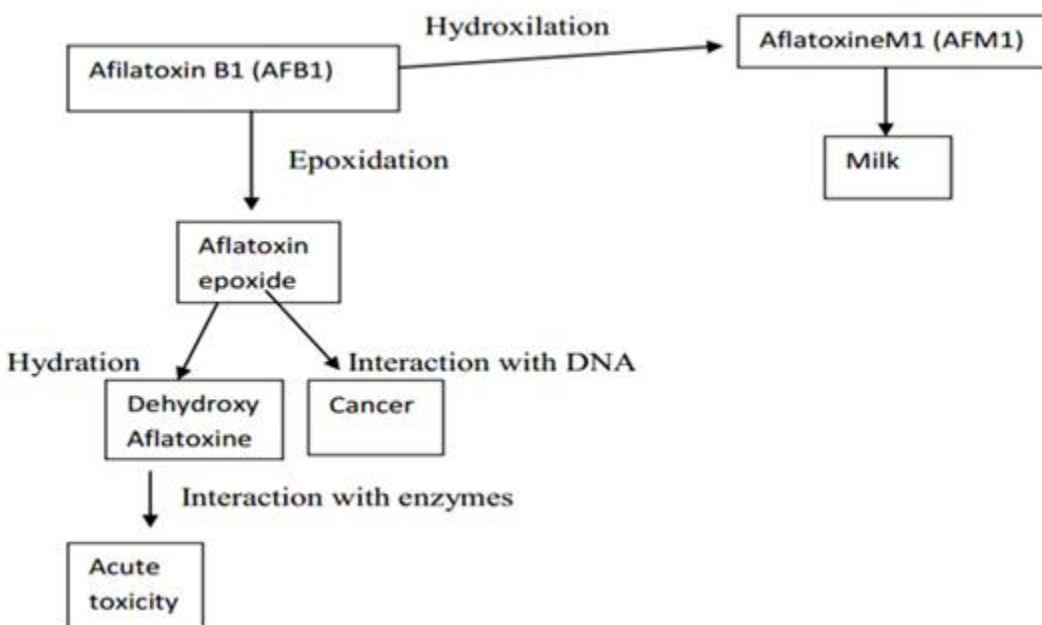 Hydroxilation
AflatoxineM1 (AFM1)
Afilatoxin B1 (AFB1)
Milk
Epoxidation
Aflatoxin
epoxide
Hydration
Interaction with DNA
Dehydroxy
Aflatoxine
Cancer
Interaction with enzymes
Acute
toxicity